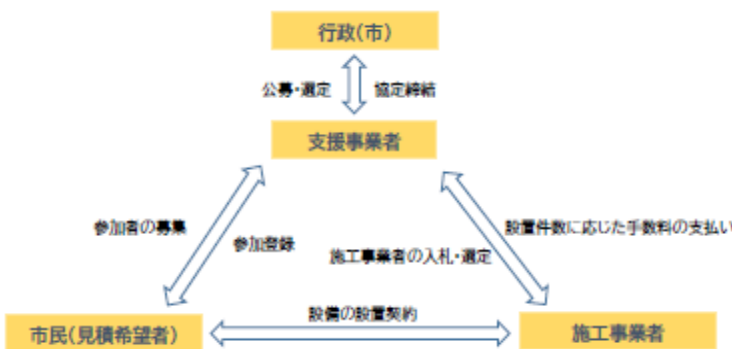 行政(市)
公募・選定
協定締結
支援事業者
参加者の募集
参加登録
設置件数に応じた手数料の支払い
施工事業者の入札・選定
設備の設置契約
市民(見積希望者)
施工事業者